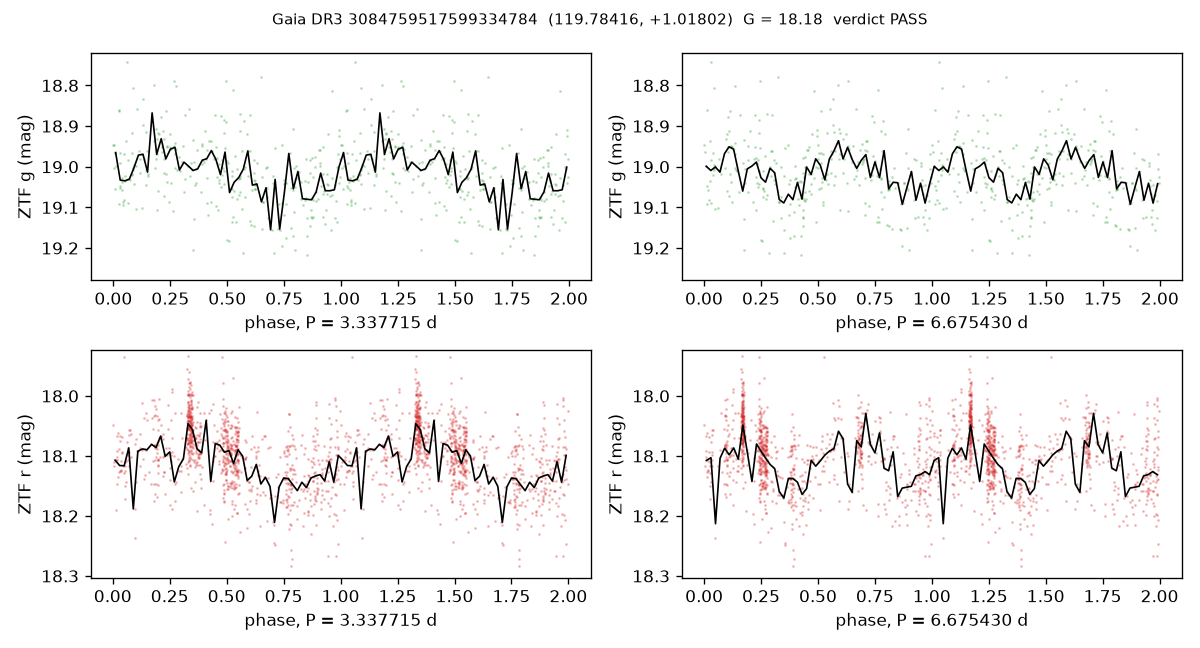 Gaia DR3 3084759517599334784 (119.78416, +1.01802) G = 18.18 verdict PASS
ZTF g (mag)
18.8
18.9
19.0
19.1
19.2
0.00 0.25 0.50 0.75 1.00 1.25 1.50 1.75 2.00
phase, P = 3.337715 d
ZTF g (mag)
18.8
18.9
19.0
19.1
19.2
0.00 0.25 0.50 0.75 1.00 1.25 1.50 1.75 2.00
phase, P = 6.675430 d
ZTF r (mag)
18.0
18.1
18.2
18.3
0.00 0.25 0.50 0.75 1.00 1.25 1.50 1.75 2.00
phase, P = 3.337715 d
ZTF r (mag)
18.0
18.1
18.2
18.3
0.00 0.25 0.50 0.75 1.00 1.25 1.50 1.75 2.00
phase, P = 6.675430 d